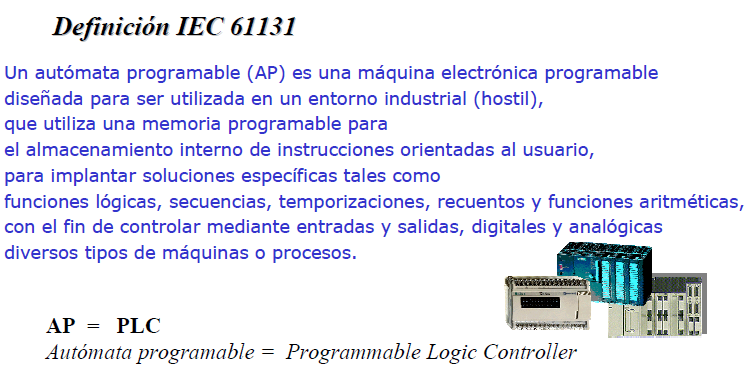 Definición IEC 61131
Un autómata programable (AP) es una máquina electrónica programable
diseñada para ser utilizada en un entorno industrial (hostil),
que utiliza una memoria programable para
el almacenamiento interno de instrucciones orientadas al usuario,
para implantar soluciones específicas tales como
funciones lógicas, secuencias, temporizaciones, recuentos y funciones aritméticas,
con el fin de controlar mediante entradas y salidas, digitales y analógicas
diversos tipos de máquinas o procesos.
AP = PLC
Autómata programable = Programmable Logic Controller